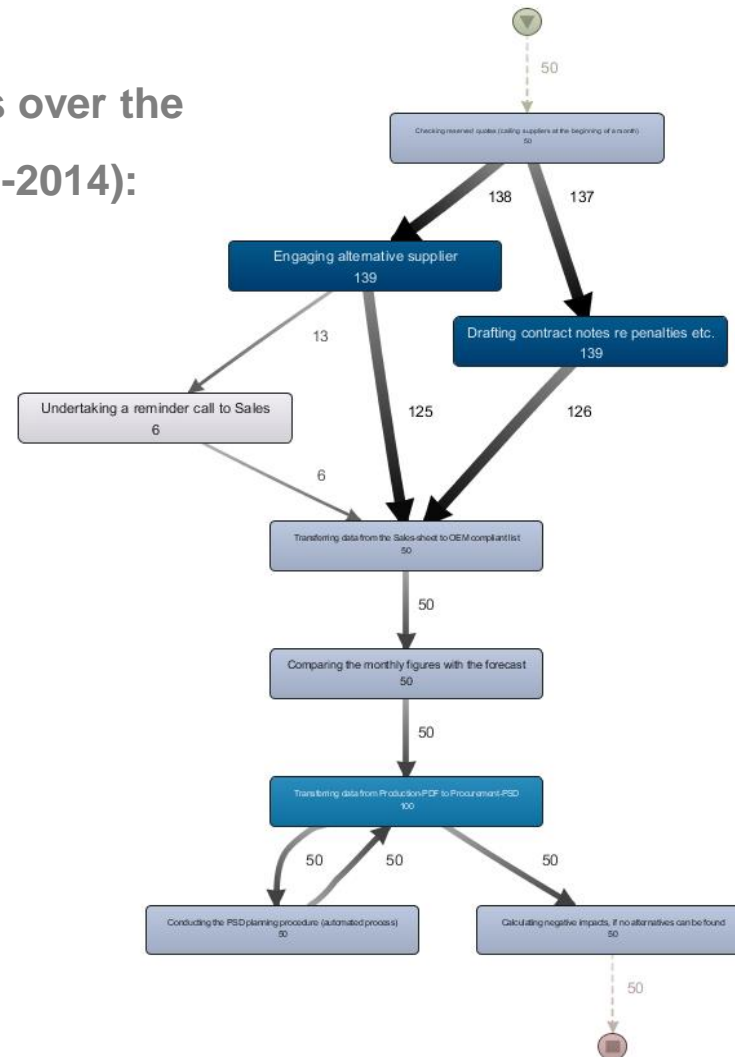 s over the
-2014):
50
Checking reserved quotas (calling suppliers at the beginning of a month)
50
138
137
Engaging alternative supplier
139
Drafting contract notes re penalties etc.
139
13
125
126
Undertaking a reminder call to Sales
6
6
Transferring data from the Sales-sheet to OEM compliant list
50
50
Comparing the monthly figures with the forecast
50
50
Transferring data from Production-PDF to Procurement-PSD
100
50
50
50
Conducting the PSD planning procedure (automated process)
50
Calculating negative impacts, if no alternatives can be found
50
50